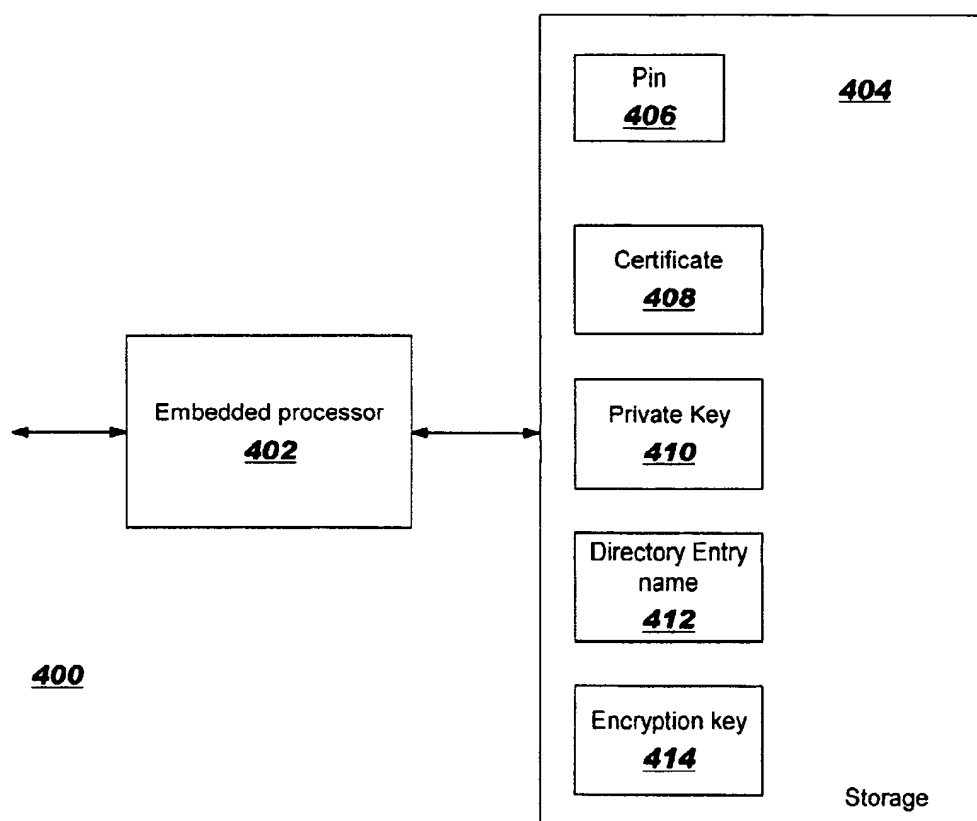 Pin
406
404
Certificate
408
Embedded processor
402
Private Key
410
Directory Entry
name
412
400
Encryption key
414
Storage